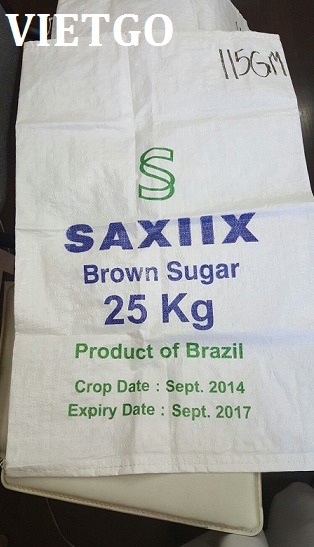 VIETGO
115GM
S
SAXIIX
Brown Sugar
25 Kg
Product of Brazil
Crop Date : Sept. 2014
Expiry Date : Sept. 2017